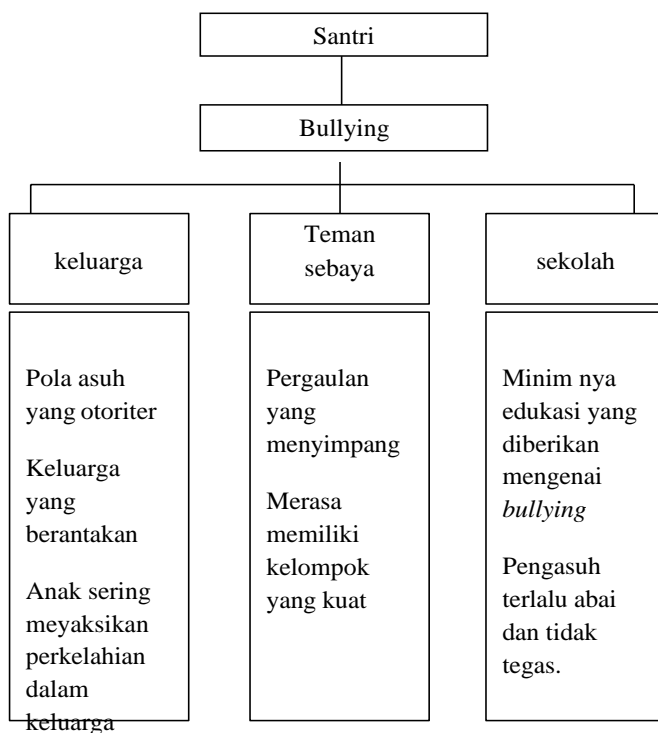 Santri
Bullying
keluarga
Teman
sebaya
sekolah
Pola asuh
yang otoriter
Keluarga
yang
berantakan
Anak sering
meyaksikan
perkelahian
dalam
keluarga
Pergaulan
yang
menyimpang
Merasa
memiliki
kelompok
yang kuat
Minim nya
edukasi yang
diberikan
mengenai
bullying
Pengasuh
terlalu abai
dan tidak
tegas.